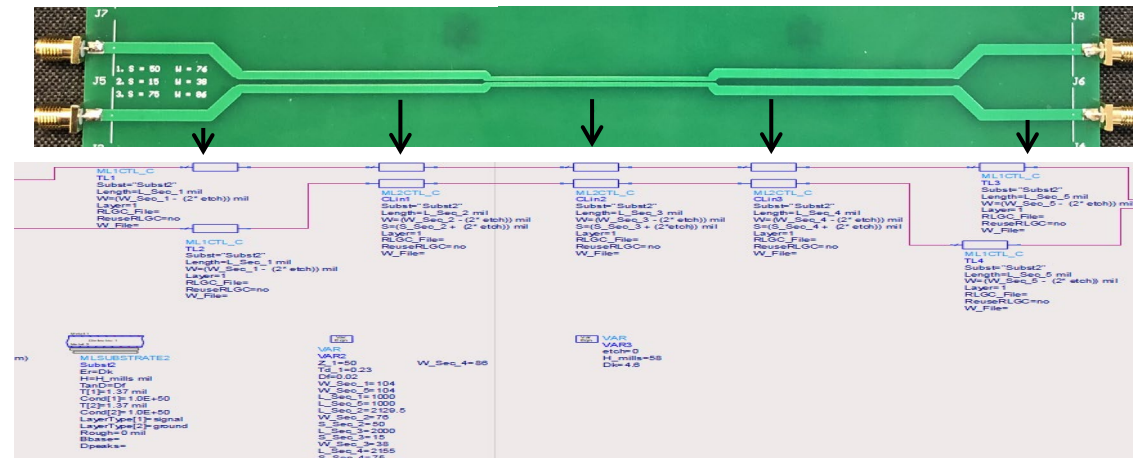 J7
J8
1. S = 50 W = 76
J5 2. S = 15 W = 38 J6
3. S = 75 W = 86
ML1CTL_C
TL1
Subst="Subst2"
Length=L_Sec_1 mil
W=(W_Sec_1 - (2* etch)) mil
Layer=1
RLGC_File=
ReuseRLGC=no
W_File=
ML1CTL_C
TL2
Subst="Subst2"
Length=L_Sec_1 mil
W=(W_Sec_1 - (2* etch)) mil
Layer=1
RLGC_File=
ReuseRLGC=no
W_File=
ML2CTL_C
CLin1
Subst="Subst2"
Length=L_Sec_2 mil
W=(W_Sec_2 - (2* etch)) mil
S=(S_Sec_2 + (2* etch)) mil
Layer=1
RLGC_File=
ReuseRLGC=no
W_File=
ML2CTL_C
CLin2
Subst="Subst2"
Length=L_Sec_3 mil
W=(W_Sec_3 - (2* etch)) mil
S=(S_Sec_3 + (2*etch)) mil
Layer=1
RLGC_File=
ReuseRLGC=no
W_File=
ML2CTL_C
CLin3
Subst="Subst2"
Length=L_Sec_4 mil
W=(W_Sec_4 - (2* etch)) mil
S=(S_Sec_4 + (2* etch)) mil
Layer=1
RLGC_File=
ReuseRLGC=no
W_File=
ML1CTL_C
TL3
Subst="Subst2"
Length=L_Sec_5 mil
W=(W_Sec_5 - (2* etch)) mil
Layer=1
RLGC_File=
ReuseRLGC=no
W_File=
ML1CTL_C
TL4
Subst="Subst2"
Length=L_Sec_5 mil
W=(W_Sec_5 - (2* etch)) mil
Layer=1
RLGC_File=
ReuseRLGC=no
W_File=
m)
MLSUBSTRATE2
Subst2
Er=Dk
H=H_mills mil
TanD=Df
T[1]=1.37 mil
Cond[1]=1.0E+50
T[2]=1.37 mil
Cond[2]=1.0E+50
LayerType[1]=signal
LayerType[2]=ground
Rough=0 mil
Bbase=
Dpeaks=
VAR
VAR2
Z_1=50
Td_1=0.23
Df=0.02
W_Sec_1=104
W_Sec_5=104
L_Sec_1=1000
L_Sec_5=1000
L_Sec_2=2129.5
W_Sec_2=76
S_Sec_2=50
L_Sec_3=2000
S_Sec_3=15
W_Sec_3=38
L_Sec_4=2155
S_Sec_4=75
W_Sec_4=86
VAR
VAR3
etch=0
H_mills=58
Dk=4.6